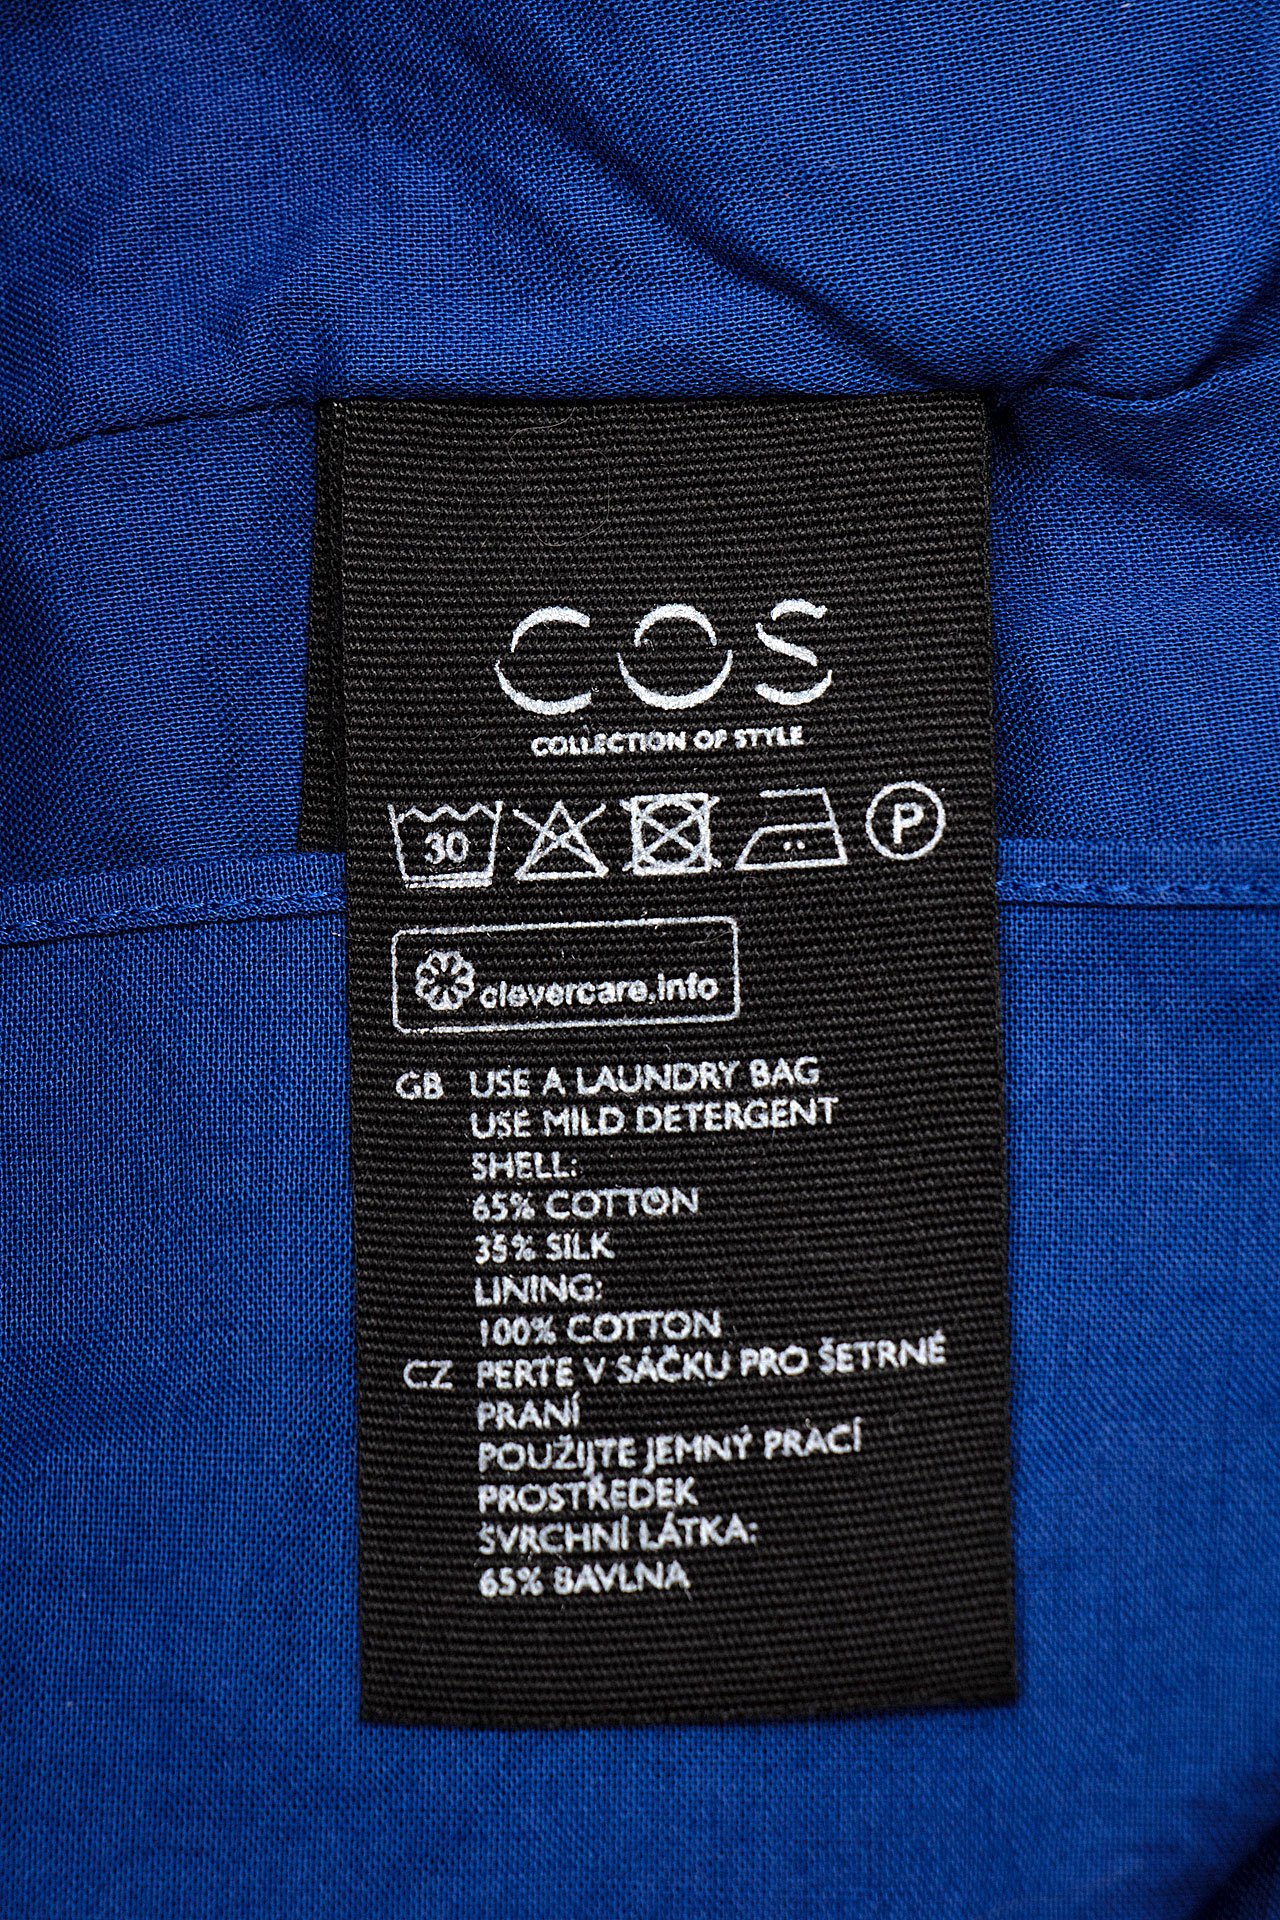 COS
COLLECTION OF STYLE
30
P
clevercare.info
GB USE A LAUNDRY BAG
USE MILD DETERGENT
SHELL:
65% COTTON
35% SILK
LINING:
100% COTTON
CZ PERTE V SÁČKU PRO ŠETRNÉ
PRANÍ
POUŽIJTE JEMNÝ PRACÍ
PROSTŘEDEK
SVRCHNÍ LÁTKA:
65% BAVLNA